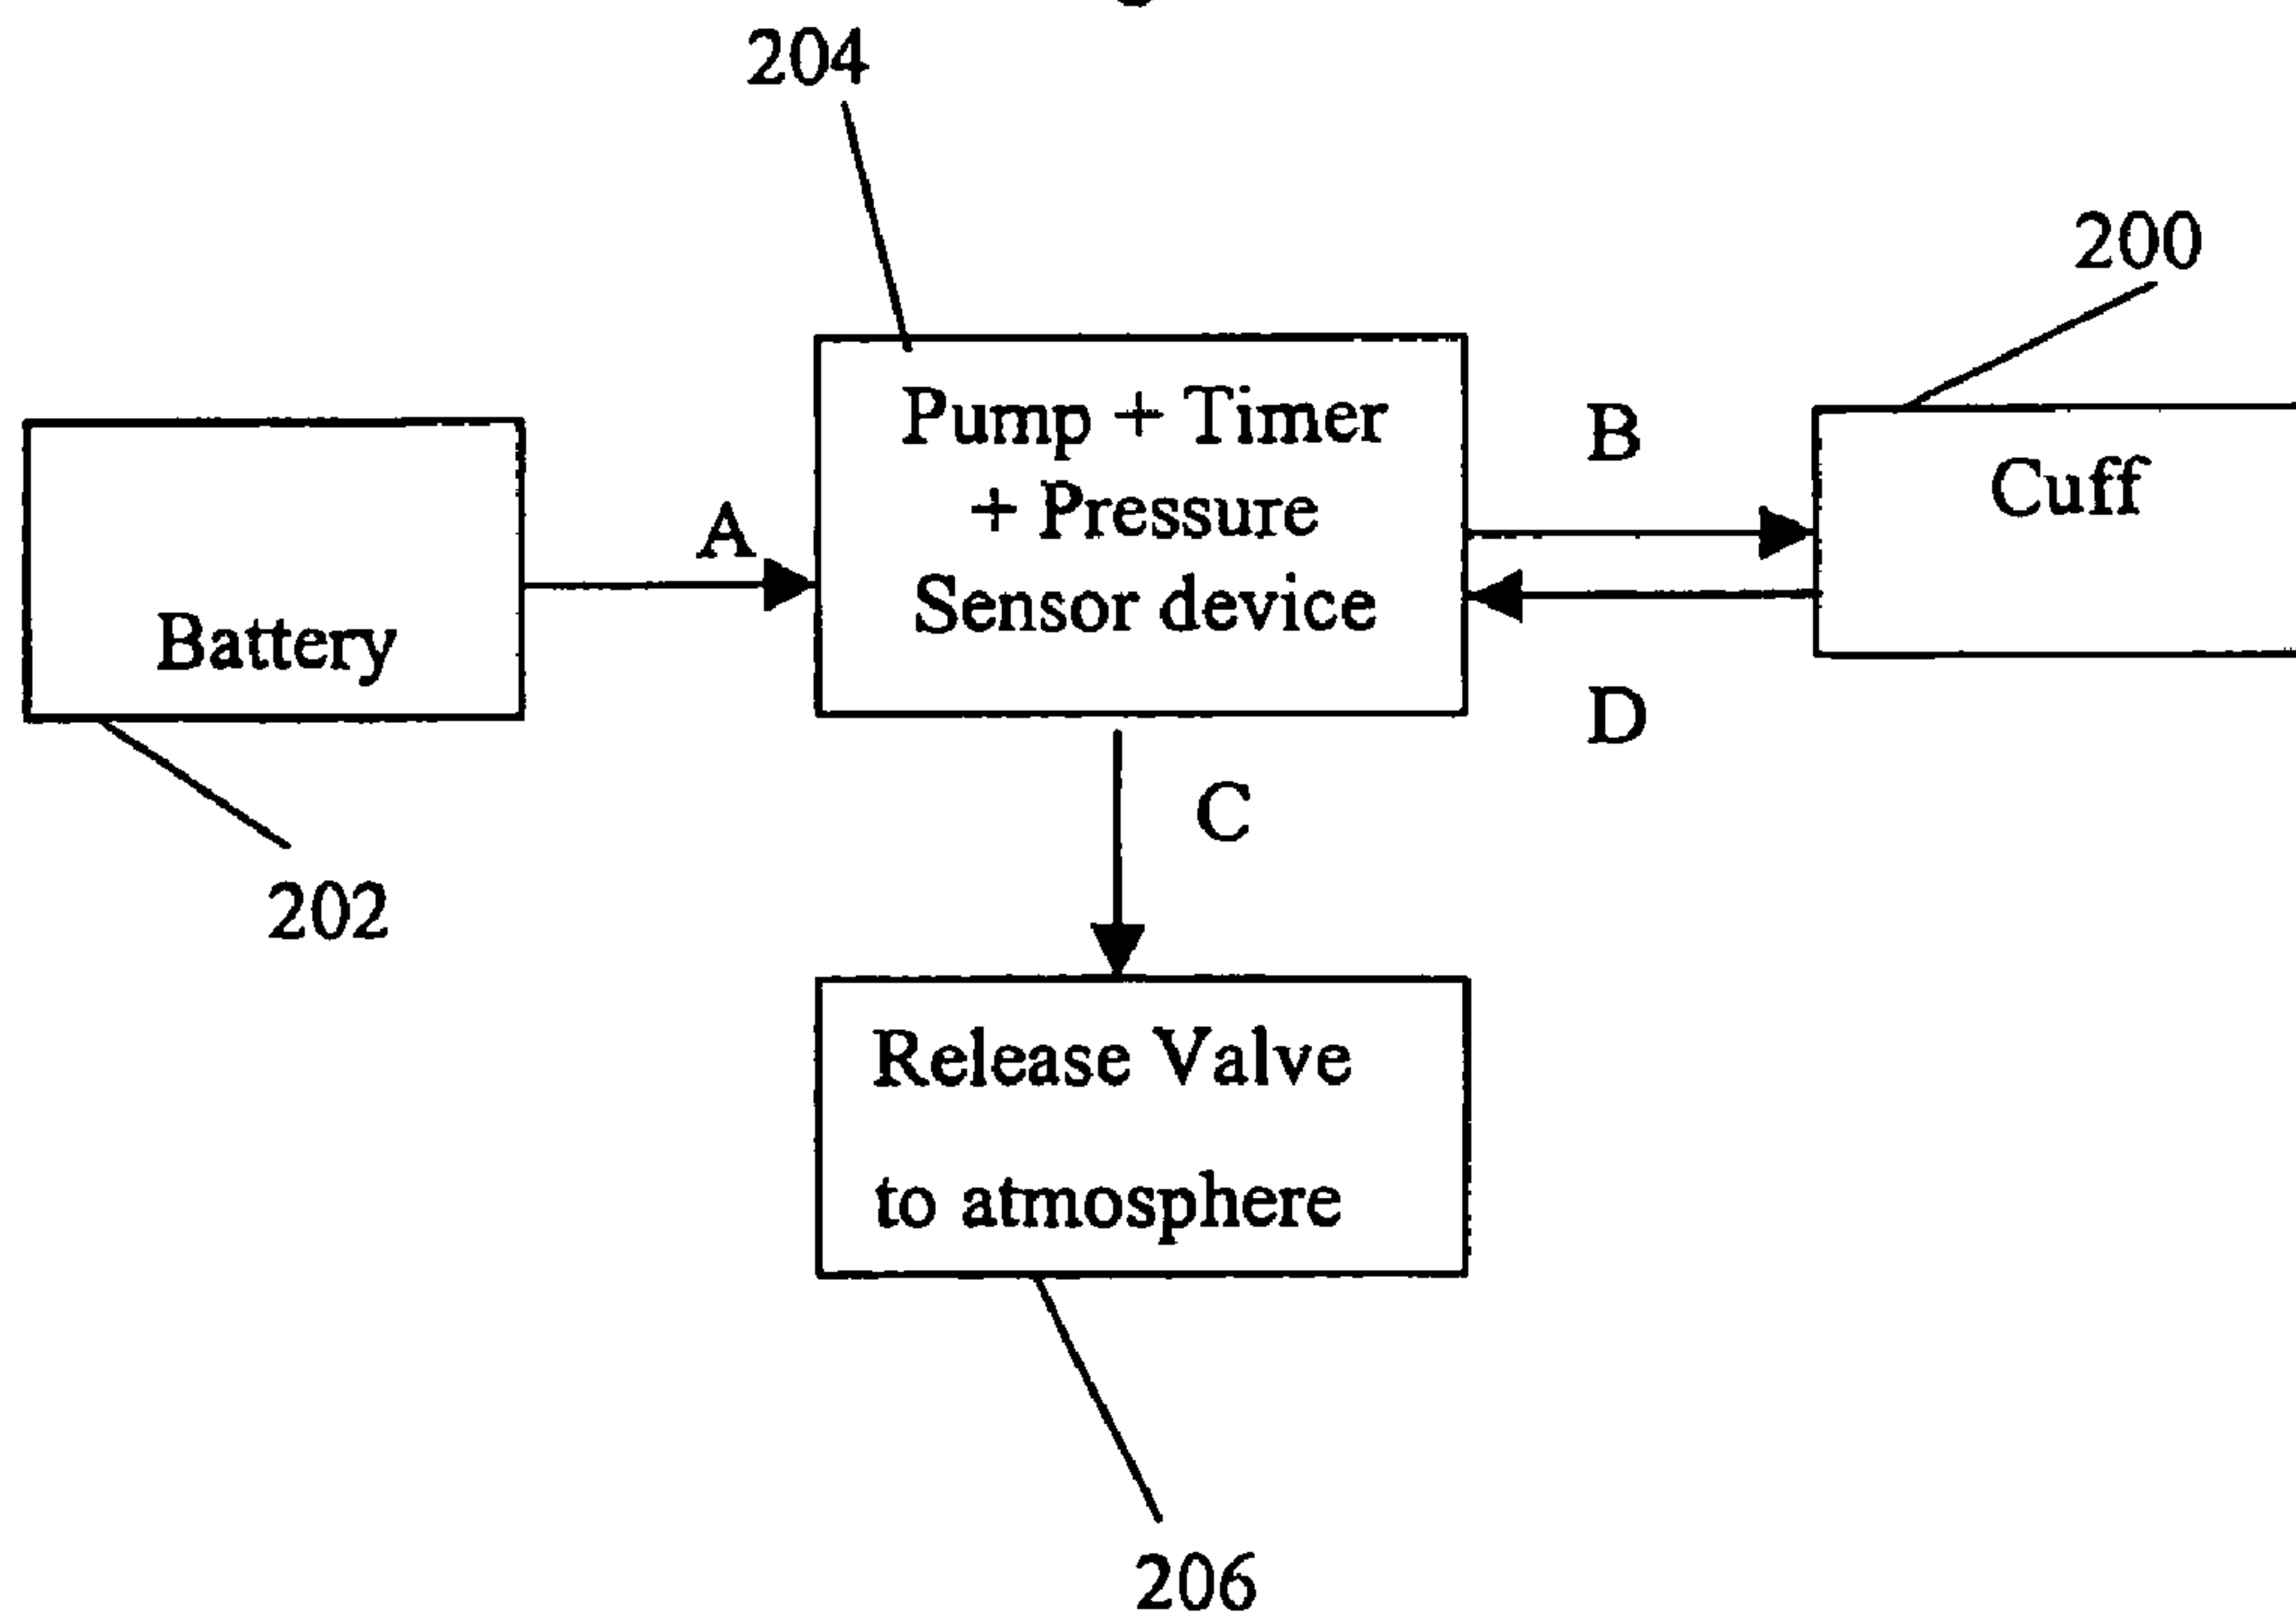 204
200
Pump + Timer
+ Pressure
Sensor device
B
Cuff
A
Battery
D
C
202
Release Valve
to atmosphere
206